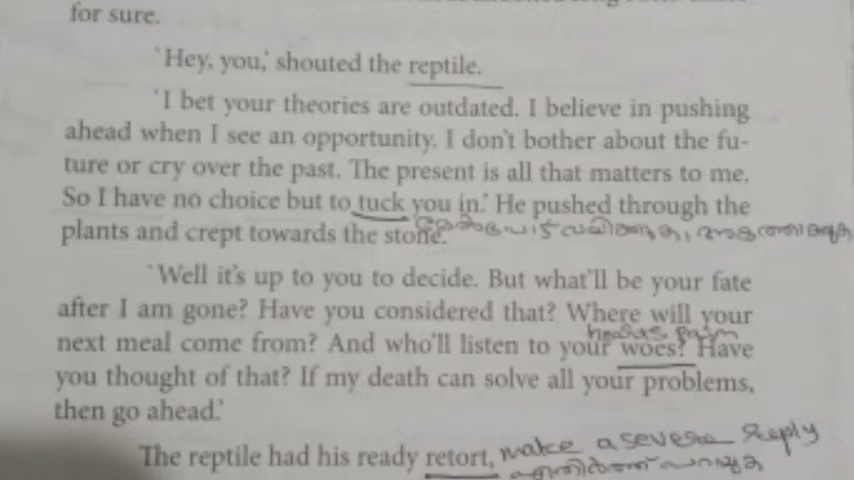 for sure.
'Hey, you,' shouted the reptile.
'I bet your theories are outdated. I believe in pushing
ahead when I see an opportunity. I don't bother about the fu-
ture or cry over the past. The present is all that matters to me.
So I have no choice but to tuck you in.' He pushed through the
plants and crept towards the stone.
'Well it's up to you to decide. But what'll be your fate
after I am gone? Have you considered that? Where will your
pain
next meal come from? And who'll listen to your woes? Have
you thought of that? If my death can solve all your problems,
then go ahead.'
The reptile had his ready retort, make a severe reply